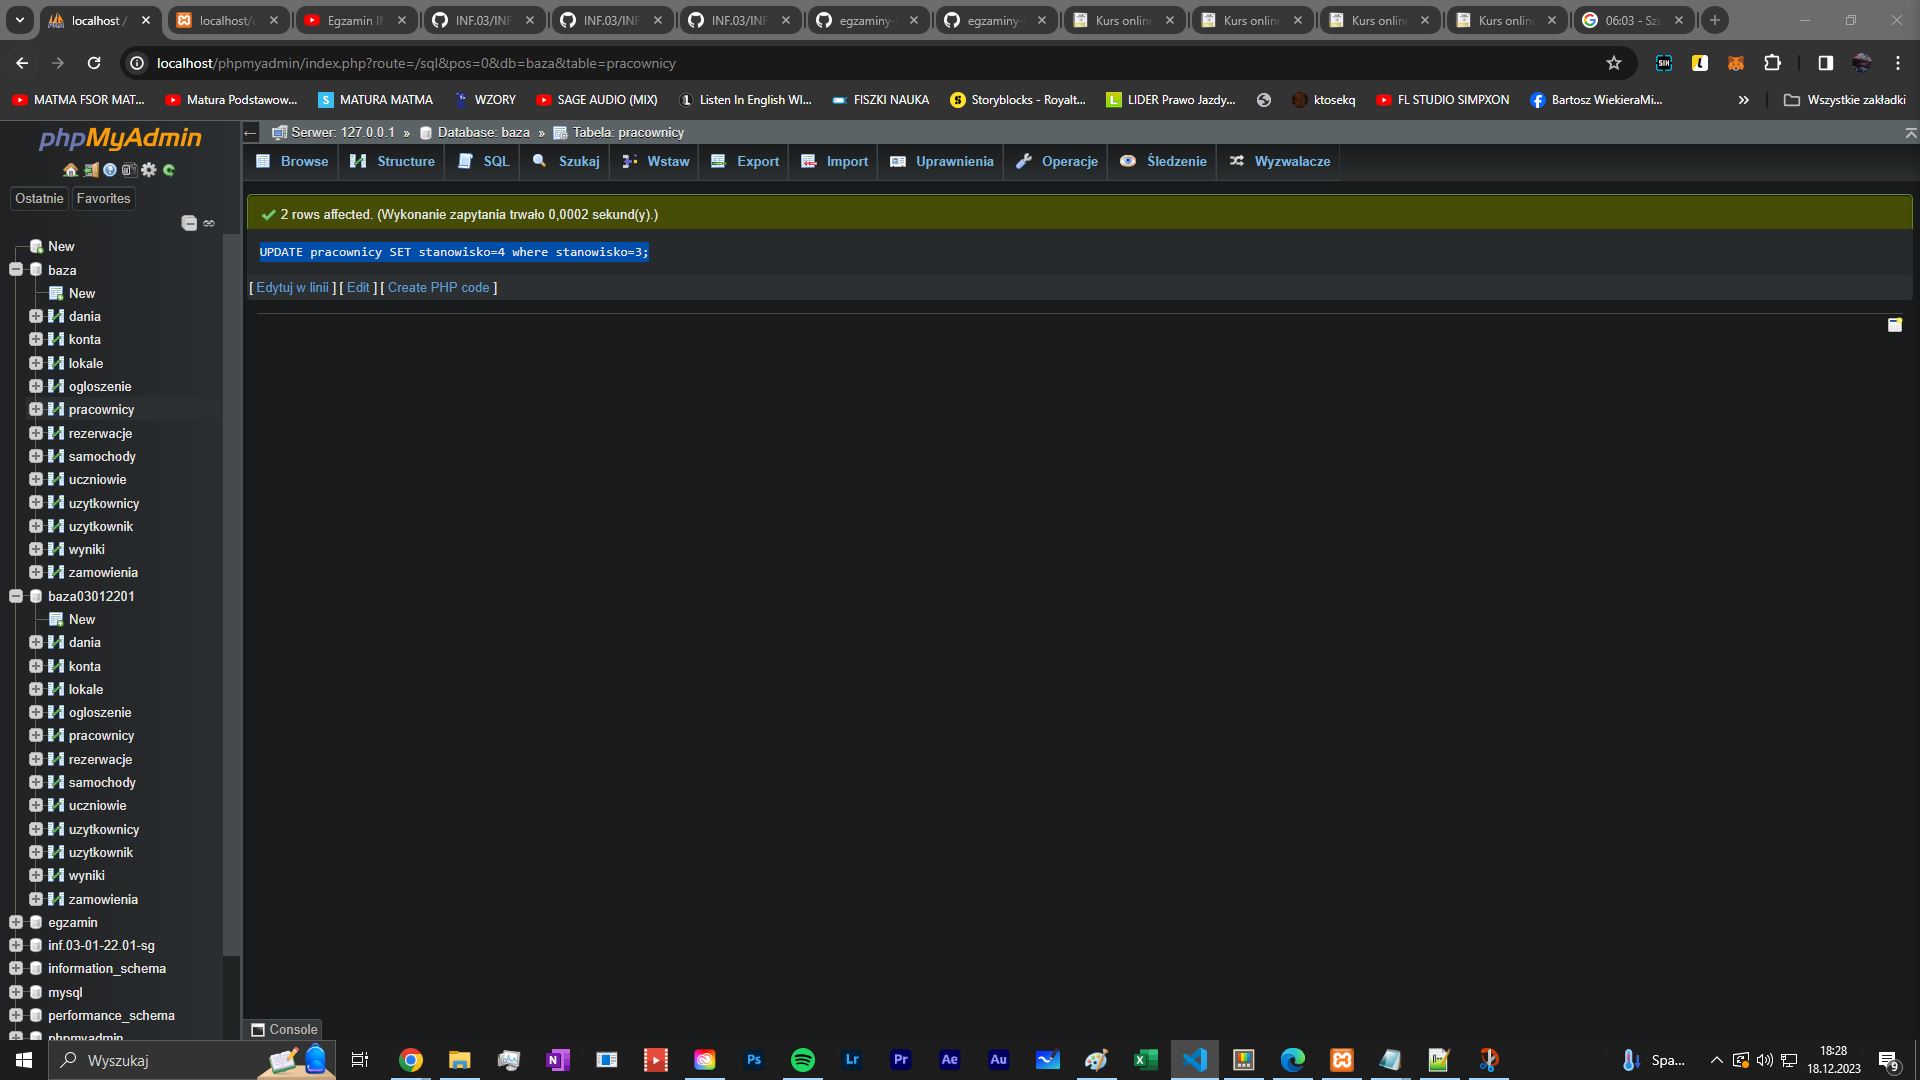 localhost /
localhost/
Egzamin I
INF.03/INF
INF.03/INF
INF.03/INF
egzaminy-
egzaminy-
Kurs online
Kurs online
Kurs online
Kurs online
06:03 - Szu
localhost/phpmyadmin/index.php?route=/sql&pos=0&db=baza&table=pracownicy
MATMA FSOR MAT...
Matura Podstawow...
MATURA MATMA
WZORY
SAGE AUDIO (MIX)
Listen In English WI...
FISZKI NAUKA
Storyblocks - Royalt...
LIDER Prawo Jazdy...
ktosekq
FL STUDIO SIMPXON
Bartosz WiekieraMi...
»
Wszystkie zakładki
phpMyAdmin
Ostatnie Favorites
New
baza
New
dania
konta
lokale
ogloszenie
pracownicy
rezerwacje
samochody
uczniowie
uzytkownicy
uzytkownik
wyniki
zamowienia
baza03012201
New
dania
konta
lokale
ogloszenie
pracownicy
rezerwacje
samochody
uczniowie
uzytkownicy
uzytkownik
wyniki
zamowienia
egzamin
inf.03-01-22.01-sg
information_schema
mysql
performance_schema
phpmyadmin
Serwer: 127.0.0.1 » Database: baza » Tabela: pracownicy
Browse Structure SQL Szukaj Wstaw Export Import Uprawnienia Operacje Śledzenie Wyzwalacze
2 rows affected. (Wykonanie zapytania trwało 0,0002 sekund(y).)
UPDATE pracownicy SET stanowisko=4 where stanowisko=3;
[ Edytuj w linii ] [ Edit ] [ Create PHP code ]
Console
Wyszukaj
Ps
Lr
Pr
Ae
Au
Spa...
18:28
18.12.2023
9